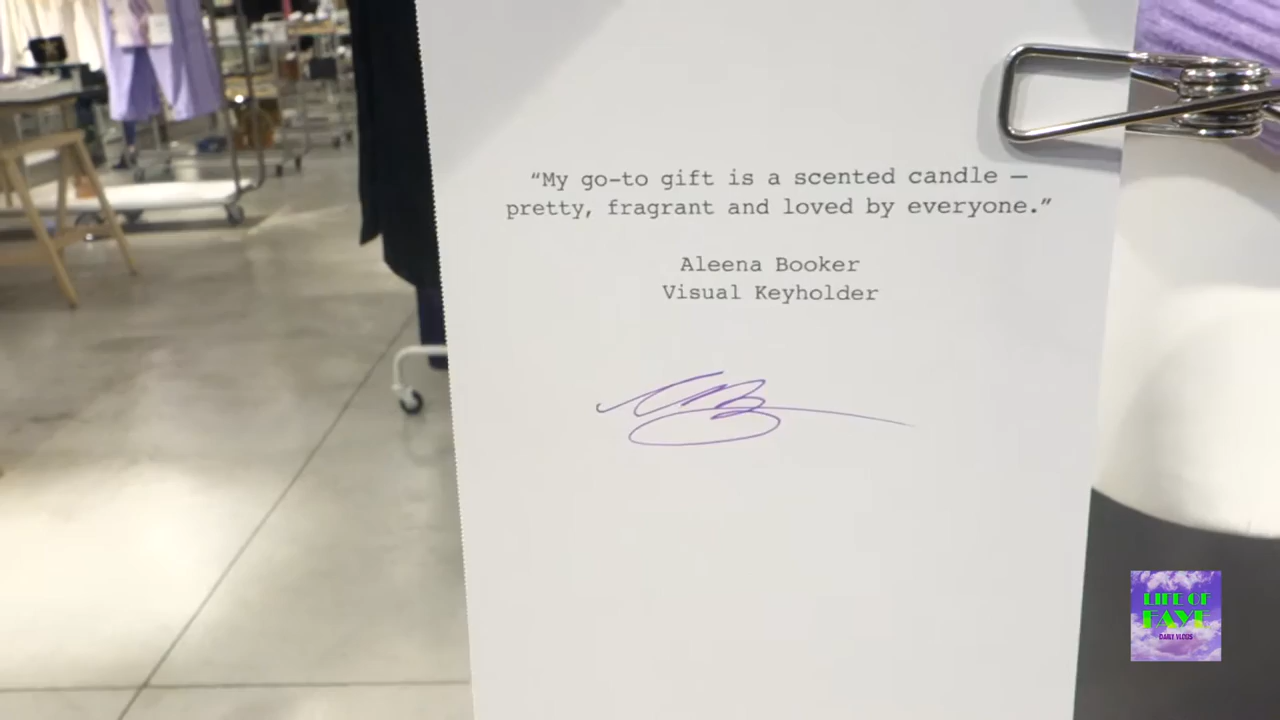 “My go-to gift is a scented candle —
pretty, fragrant and loved by everyone.”
Aleena Booker
Visual Keyholder
LIFE OF
FAYE
DAILY VLOGS